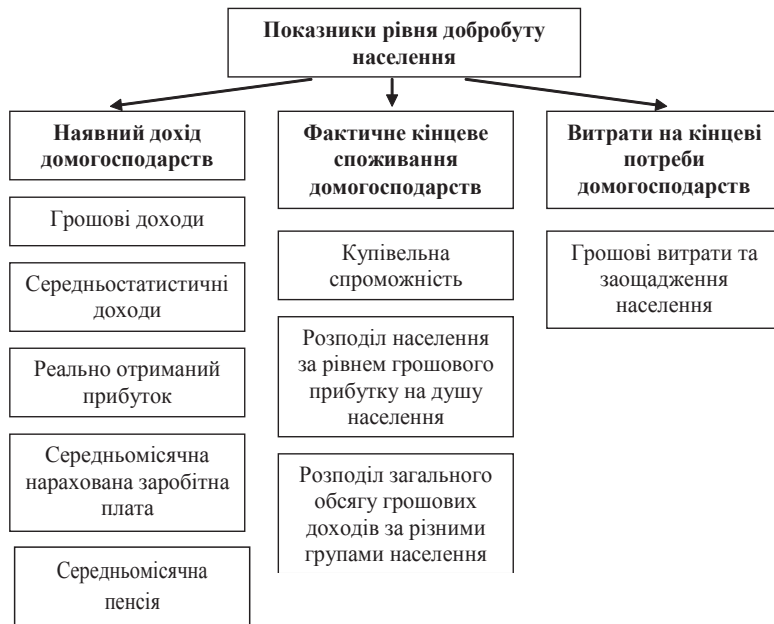 Показники рівня добробуту
населення
Наявний дохід
домогосподарств
Грошові доходи
Середньостатистичні
доходи
Реально отриманий
прибуток
Середньомісячна
нарахована заробітна
плата
Середньомісячна
пенсія
Фактичне кінцеве
споживання
домогосподарств
Купівельна
спроможність
Розподіл населення
за рівнем грошового
прибутку на душу
населення
Розподіл загального
обсягу грошових
доходів за різними
групами населення
Витрати на кінцеві
потреби
домогосподарств
Грошові витрати та
заощадження
населення